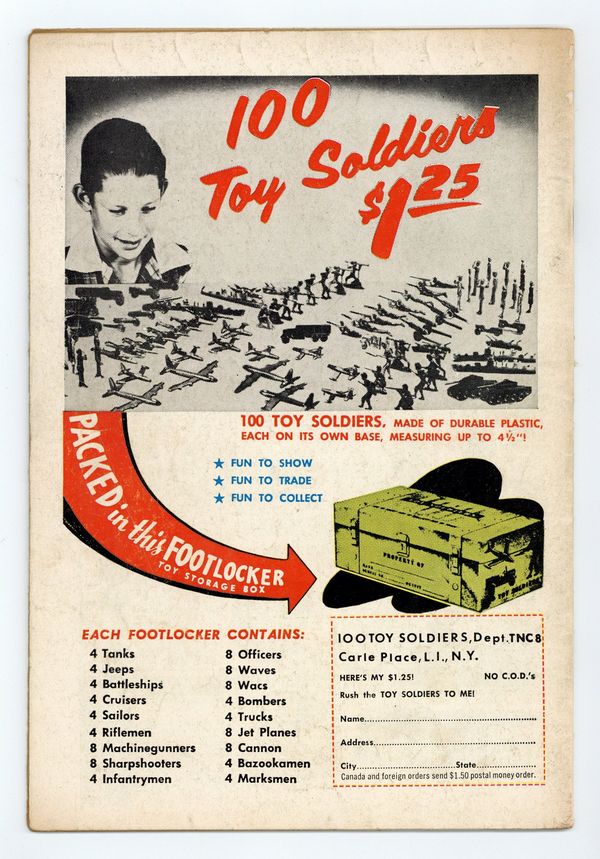 100
Toy Soldiers
$1.25
100 TOY SOLDIERS, MADE OF DURABLE PLASTIC,
EACH ON ITS OWN BASE, MEASURING UP TO 4½"!
★ FUN TO SHOW
★ FUN TO TRADE
★ FUN TO COLLECT
PACKED in this FOOTLOCKER
TOY STORAGE BOX
PROPERTY OF
TOY SOLDIERS
EACH FOOTLOCKER CONTAINS:
4 Tanks
4 Jeeps
4 Battleships
4 Cruisers
4 Sailors
4 Riflemen
8 Machinegunners
8 Sharpshooters
4 Infantrymen
8 Officers
8 Waves
8 Wacs
4 Bombers
4 Trucks
8 Jet Planes
8 Cannon
4 Bazookamen
4 Marksmen
100 TOY SOLDIERS, Dept. TNC8
Carle Place, L.I., N.Y.
HERE'S MY $1.25! NO C.O.D.'s
Rush the TOY SOLDIERS TO ME!
Name
Address
City State
Canada and foreign orders send $1.50 postal money order.